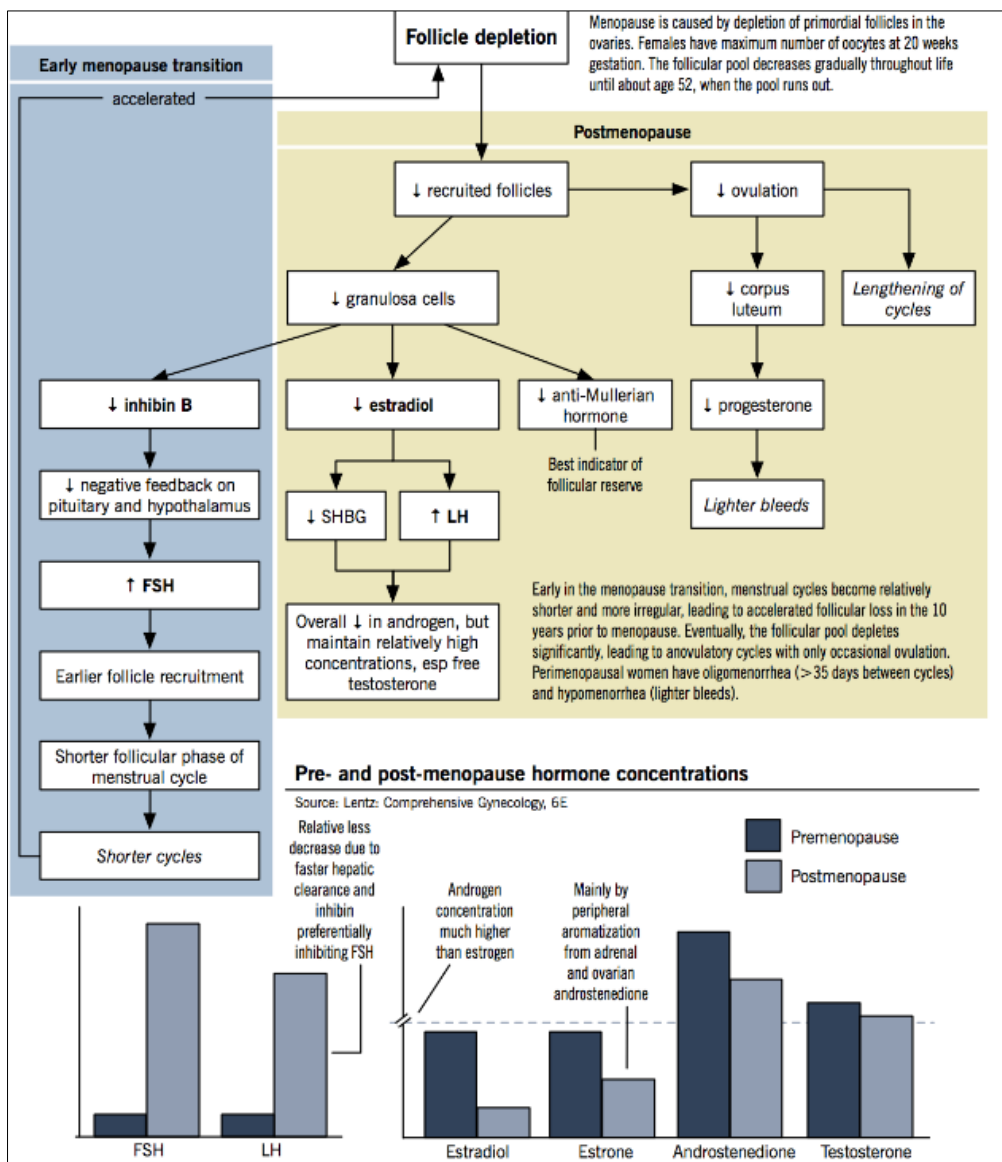 Follicle depletion
Menopause is caused by depletion of primordial follicles in the
ovaries. Females have maximum number of oocytes at 20 weeks
gestation. The follicular pool decreases gradually throughout life
until about age 52, when the pool runs out.
Early menopause transition
accelerated
Postmenopause
↓ recruited follicles
↓ ovulation
↓ granulosa cells
↓ corpus
luteum
Lengthening of
cycles
↓ inhibin B
↓ estradiol
↓ anti-Mullerian
hormone
↓ progesterone
Best indicator of
follicular reserve
↓ negative feedback on
pituitary and hypothalamus
↓ SHBG
↑ LH
Lighter bleeds
↑ FSH
Overall ↓ in androgen, but
maintain relatively high
concentrations, esp free
testosterone
Early in the menopause transition, menstrual cycles become relatively
shorter and more irregular, leading to accelerated follicular loss in the 10
years prior to menopause. Eventually, the follicular pool depletes
significantly, leading to anovulatory cycles with only occasional ovulation.
Perimenopausal women have oligomenorrhea (>35 days between cycles)
and hypomenorrhea (lighter bleeds).
Earlier follicle recruitment
Shorter follicular phase of
menstrual cycle
Shorter cycles
Pre- and post-menopause hormone concentrations
Source: Lentz: Comprehensive Gynecology, 6E
Relative less
decrease due to
faster hepatic
clearance and
inhibin
preferentially
inhibiting FSH
Premenopause
Postmenopause
Androgen
concentration
much higher
than estrogen
Mainly by
peripheral
aromatization
from adrenal
and ovarian
androstenedione
FSH
LH
Estradiol
Estrone
Androstenedione
Testosterone